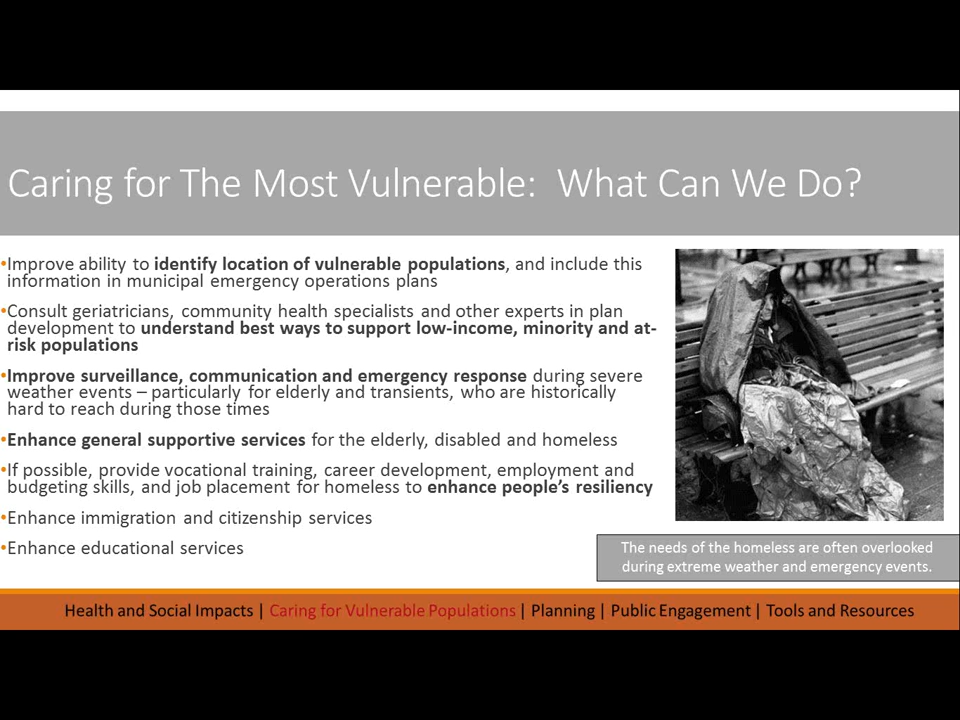 Caring for The Most Vulnerable:  What Can We Do?
•Improve ability to identify location of vulnerable populations, and include this
information in municipal emergency operations plans
•Consult geriatricians, community health specialists and other experts in plan
development to understand best ways to support low-income, minority and at-
risk populations
•Improve surveillance, communication and emergency response during severe
weather events – particularly for elderly and transients, who are historically
hard to reach during those times
•Enhance general supportive services for the elderly, disabled and homeless
•If possible, provide vocational training, career development, employment and
budgeting skills, and job placement for homeless to enhance people’s resiliency
•Enhance immigration and citizenship services
•Enhance educational services
The needs of the homeless are often overlooked
during extreme weather and emergency events.
Health and Social Impacts | Caring for Vulnerable Populations | Planning | Public Engagement | Tools and Resources